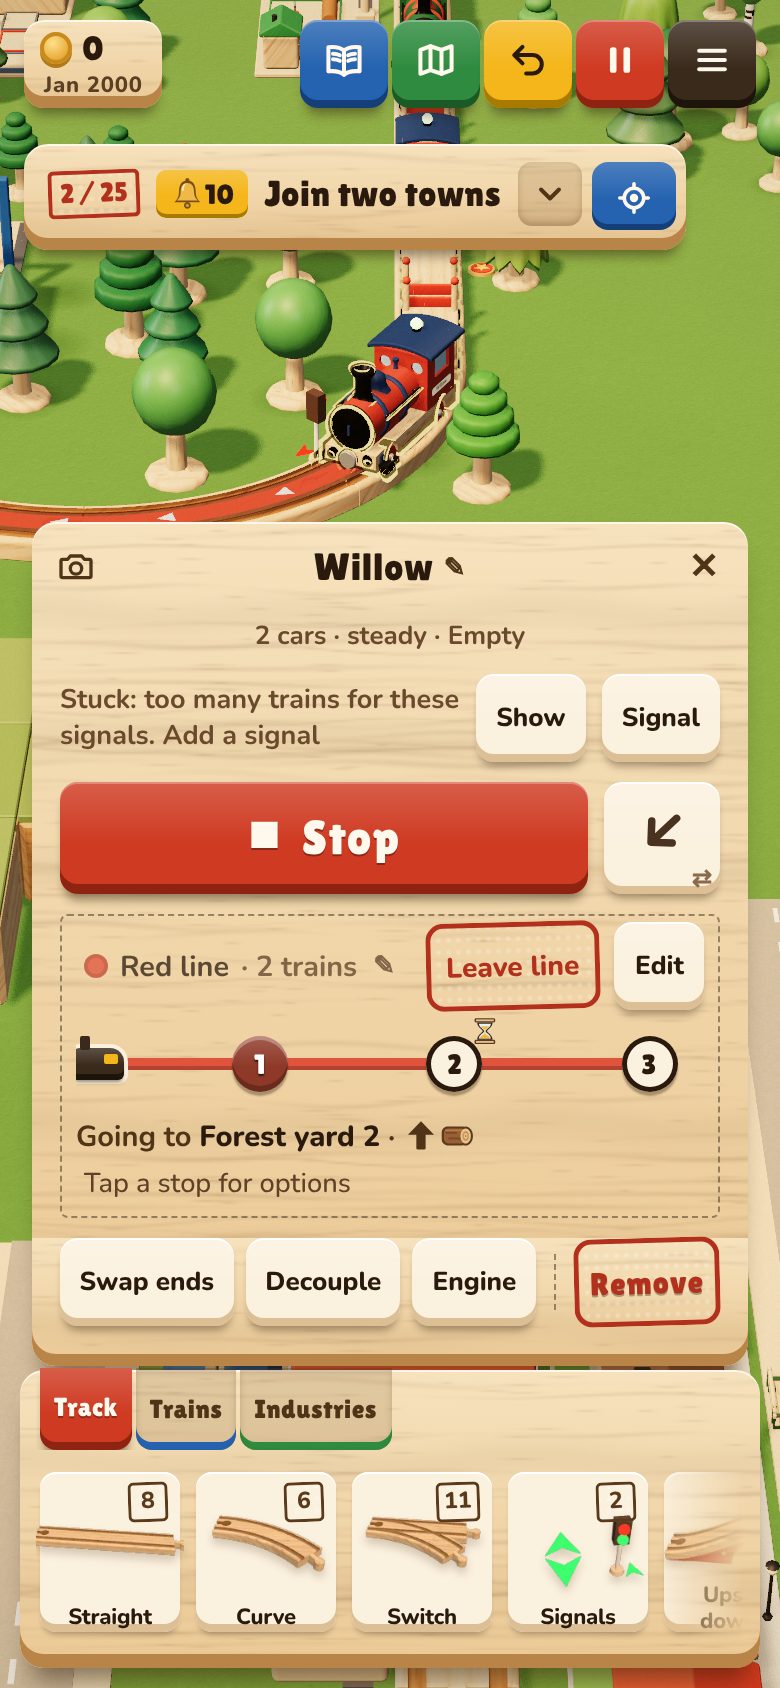 0
Jan 2000
2 / 25
10
Join two towns
Willow
2 cars · steady · Empty
Stuck: too many trains for these
signals. Add a signal
Show
Signal
Stop
Red line · 2 trains
Leave line
Edit
1
2
3
Going to Forest yard 2 ·
Tap a stop for options
Swap ends
Decouple
Engine
Remove
Track
Trains
Industries
8
6
11
2
Straight
Curve
Switch
Signals